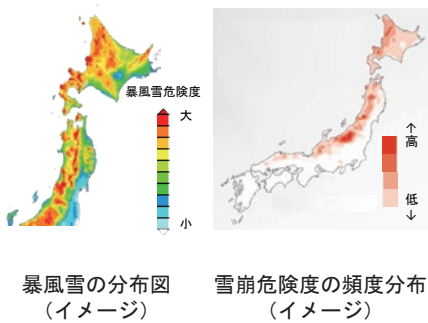 暴風雪危険度
大
小
↑
高
低
↓
暴風雪の分布図
(イメージ)
雪崩危険度の頻度分布
(イメージ)